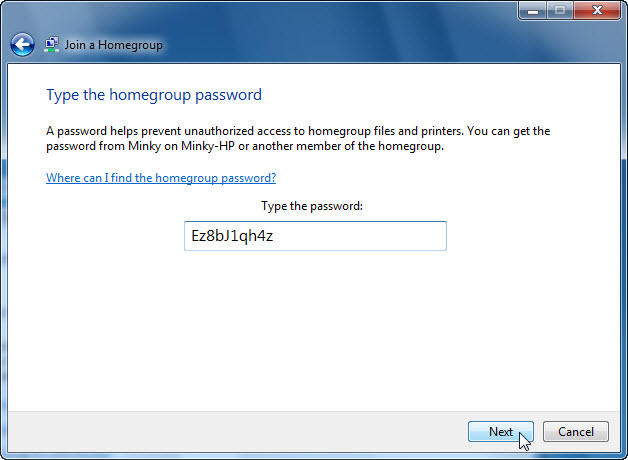 Join a Homegroup
Type the homegroup password
A password helps prevent unauthorized access to homegroup files and printers. You can get the
password from Minky on Minky-HP or another member of the homegroup.
Where can I find the homegroup password?
Type the password:
Ez8bJ1qh4z
Next
Cancel